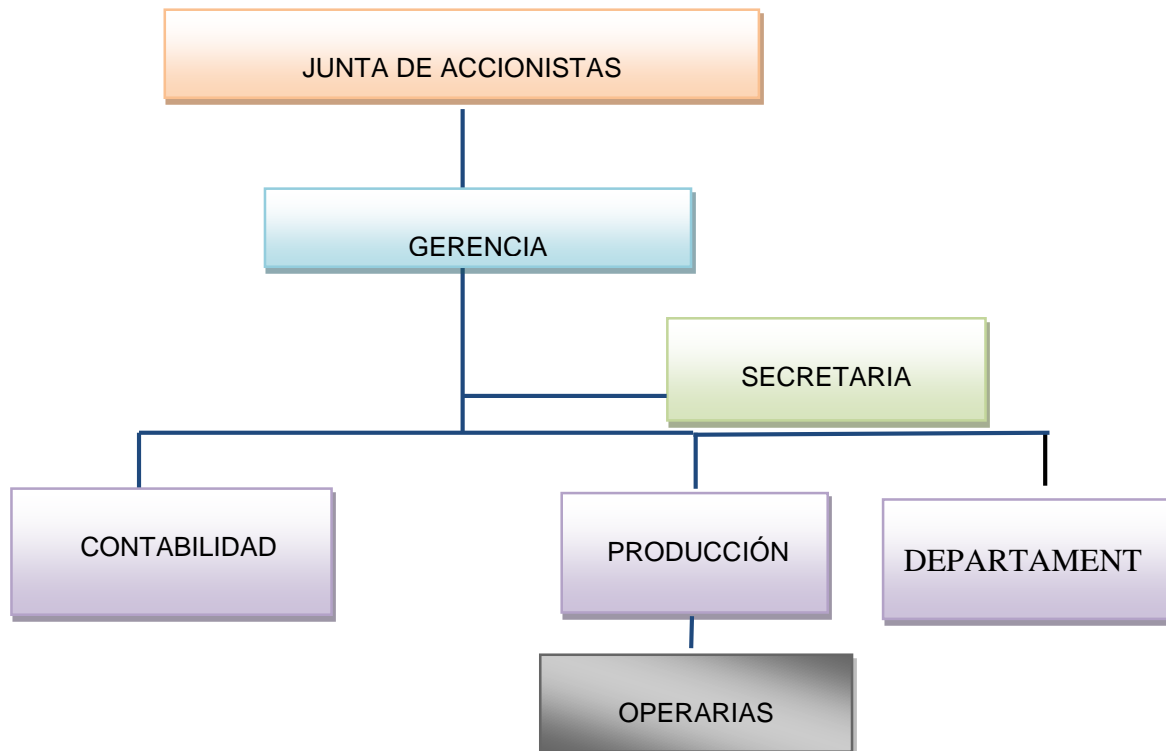 JUNTA DE ACCIONISTAS
GERENCIA
SECRETARIA
CONTABILIDAD
PRODUCCIÓN
DEPARTAMENT
OPERARIAS